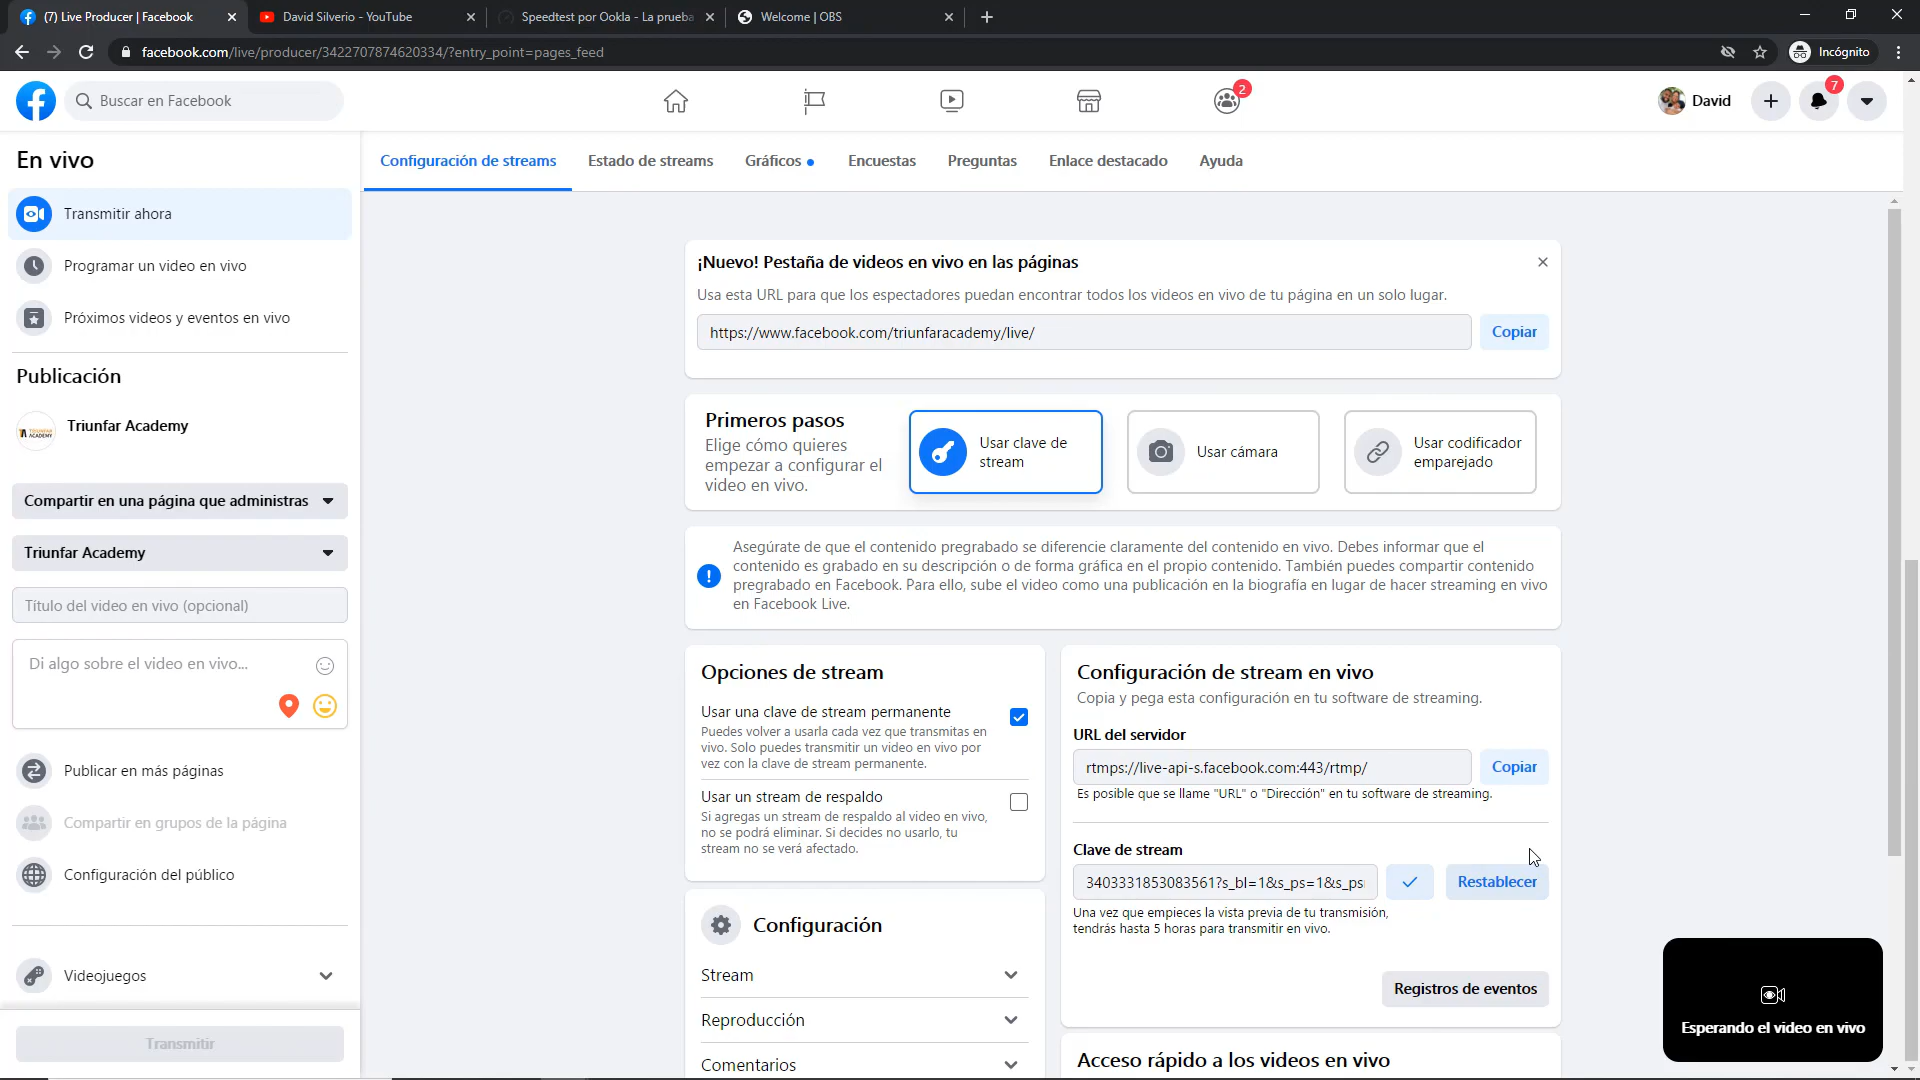 (7) Live Producer | Facebook
David Silverio - YouTube
Speedtest por Ookla - La prueba
Welcome | OBS
facebook.com/live/producer/3422707874620334/?entry_point=pages_feed
Incógnito
Buscar en Facebook
2
David
7
En vivo
Transmitir ahora
Programar un video en vivo
Próximos videos y eventos en vivo
Publicación
Triunfar Academy
Compartir en una página que administras
Triunfar Academy
Título del video en vivo (opcional)
Di algo sobre el video en vivo...
Publicar en más páginas
Compartir en grupos de la página
Configuración del público
Videojuegos
Transmitir
Configuración de streams
Estado de streams
Gráficos
Encuestas
Preguntas
Enlace destacado
Ayuda
¡Nuevo! Pestaña de videos en vivo en las páginas
Usa esta URL para que los espectadores puedan encontrar todos los videos en vivo de tu página en un solo lugar.
https://www.facebook.com/triunfaracademy/live/
Copiar
Primeros pasos
Elige cómo quieres
empezar a configurar el
video en vivo.
Usar clave de
stream
Usar cámara
Usar codificador
emparejado
Asegúrate de que el contenido pregrabado se diferencie claramente del contenido en vivo. Debes informar que el
contenido es grabado en su descripción o de forma gráfica en el propio contenido. También puedes compartir contenido
pregrabado en Facebook. Para ello, sube el video como una publicación en la biografía en lugar de hacer streaming en vivo
en Facebook Live.
Opciones de stream
Usar una clave de stream permanente
Puedes volver a usarla cada vez que transmitas en
vivo. Solo puedes transmitir un video en vivo por
vez con la clave de stream permanente.
Usar un stream de respaldo
Si agregas un stream de respaldo al video en vivo,
no se podrá eliminar. Si decides no usarlo, tu
stream no se verá afectado.
Configuración
Stream
Reproducción
Comentarios
Configuración de stream en vivo
Copia y pega esta configuración en tu software de streaming.
URL del servidor
rtmps://live-api-s.facebook.com:443/rtmp/
Copiar
Es posible que se llame "URL" o "Dirección" en tu software de streaming.
Clave de stream
3403331853083561?s_bl=1&s_ps=1&s_ps
Restablecer
Una vez que empieces la vista previa de tu transmisión,
tendrás hasta 5 horas para transmitir en vivo.
Registros de eventos
Acceso rápido a los videos en vivo
Esperando el video en vivo